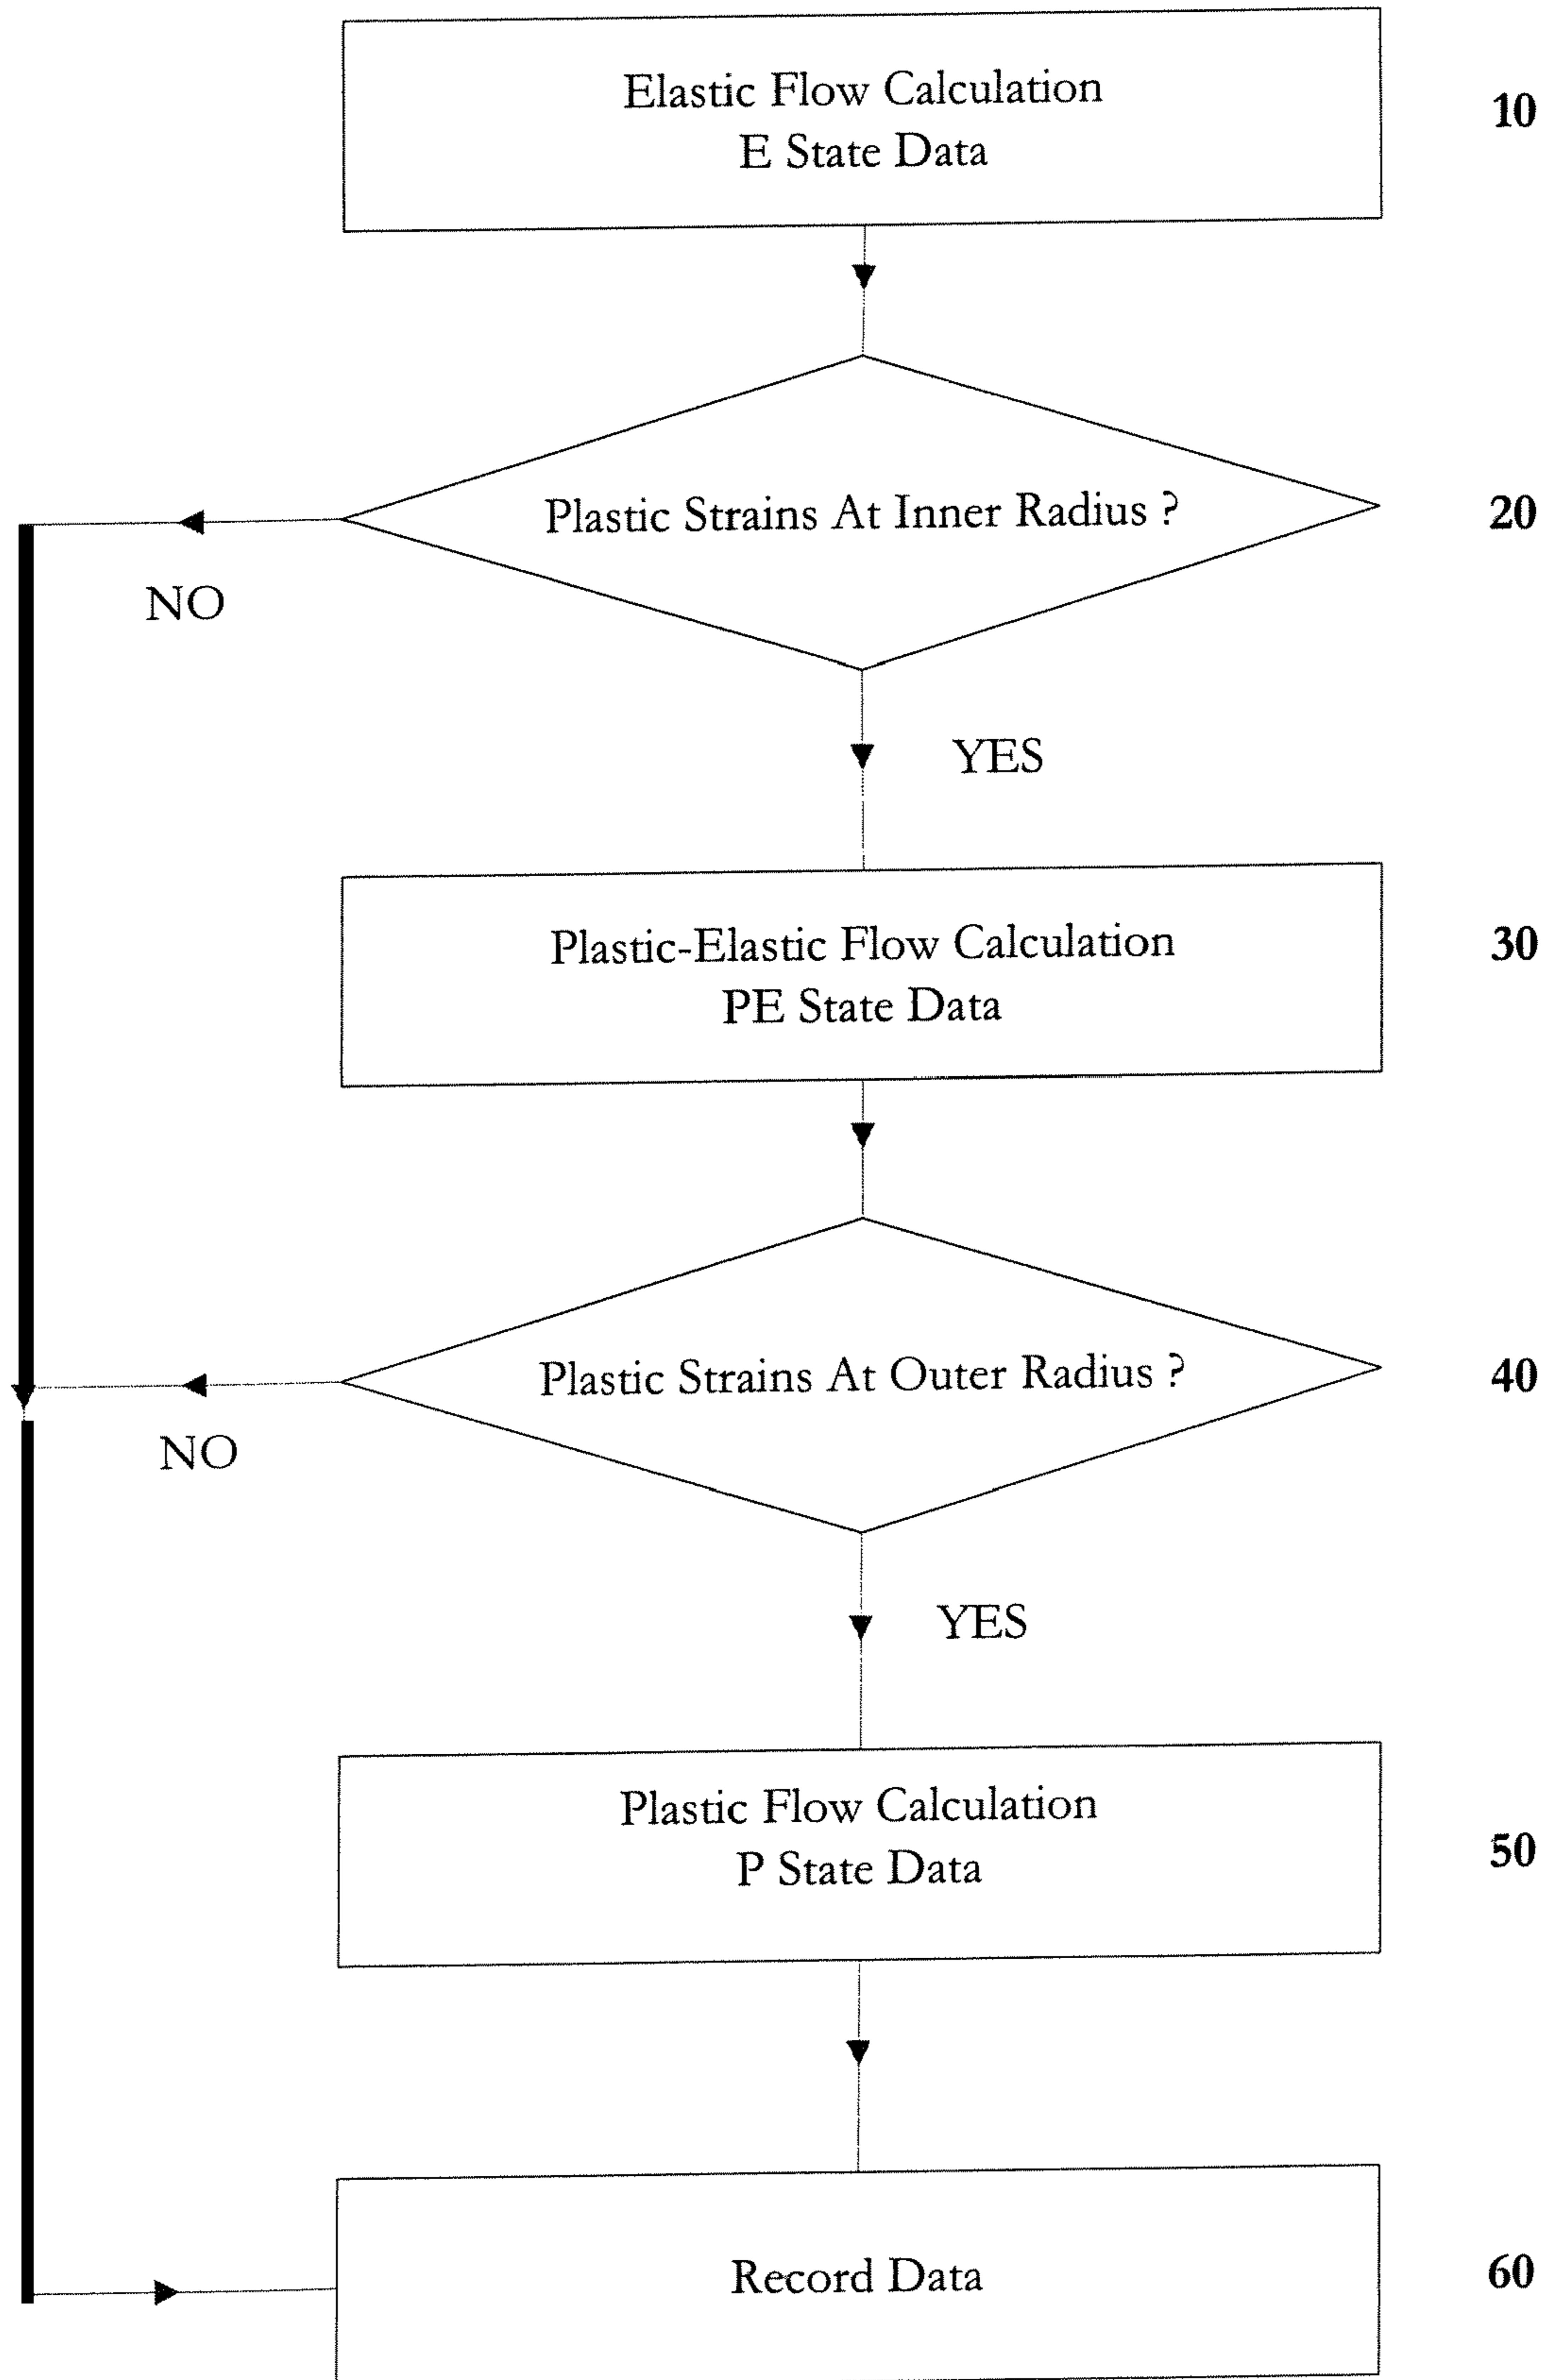 Elastic Flow Calculation
E State Data
10
Plastic Strains At Inner Radius ?
20
NO
YES
Plastic-Elastic Flow Calculation
PE State Data
30
Plastic Strains At Outer Radius ?
40
NO
YES
Plastic Flow Calculation
P State Data
50
Record Data
60